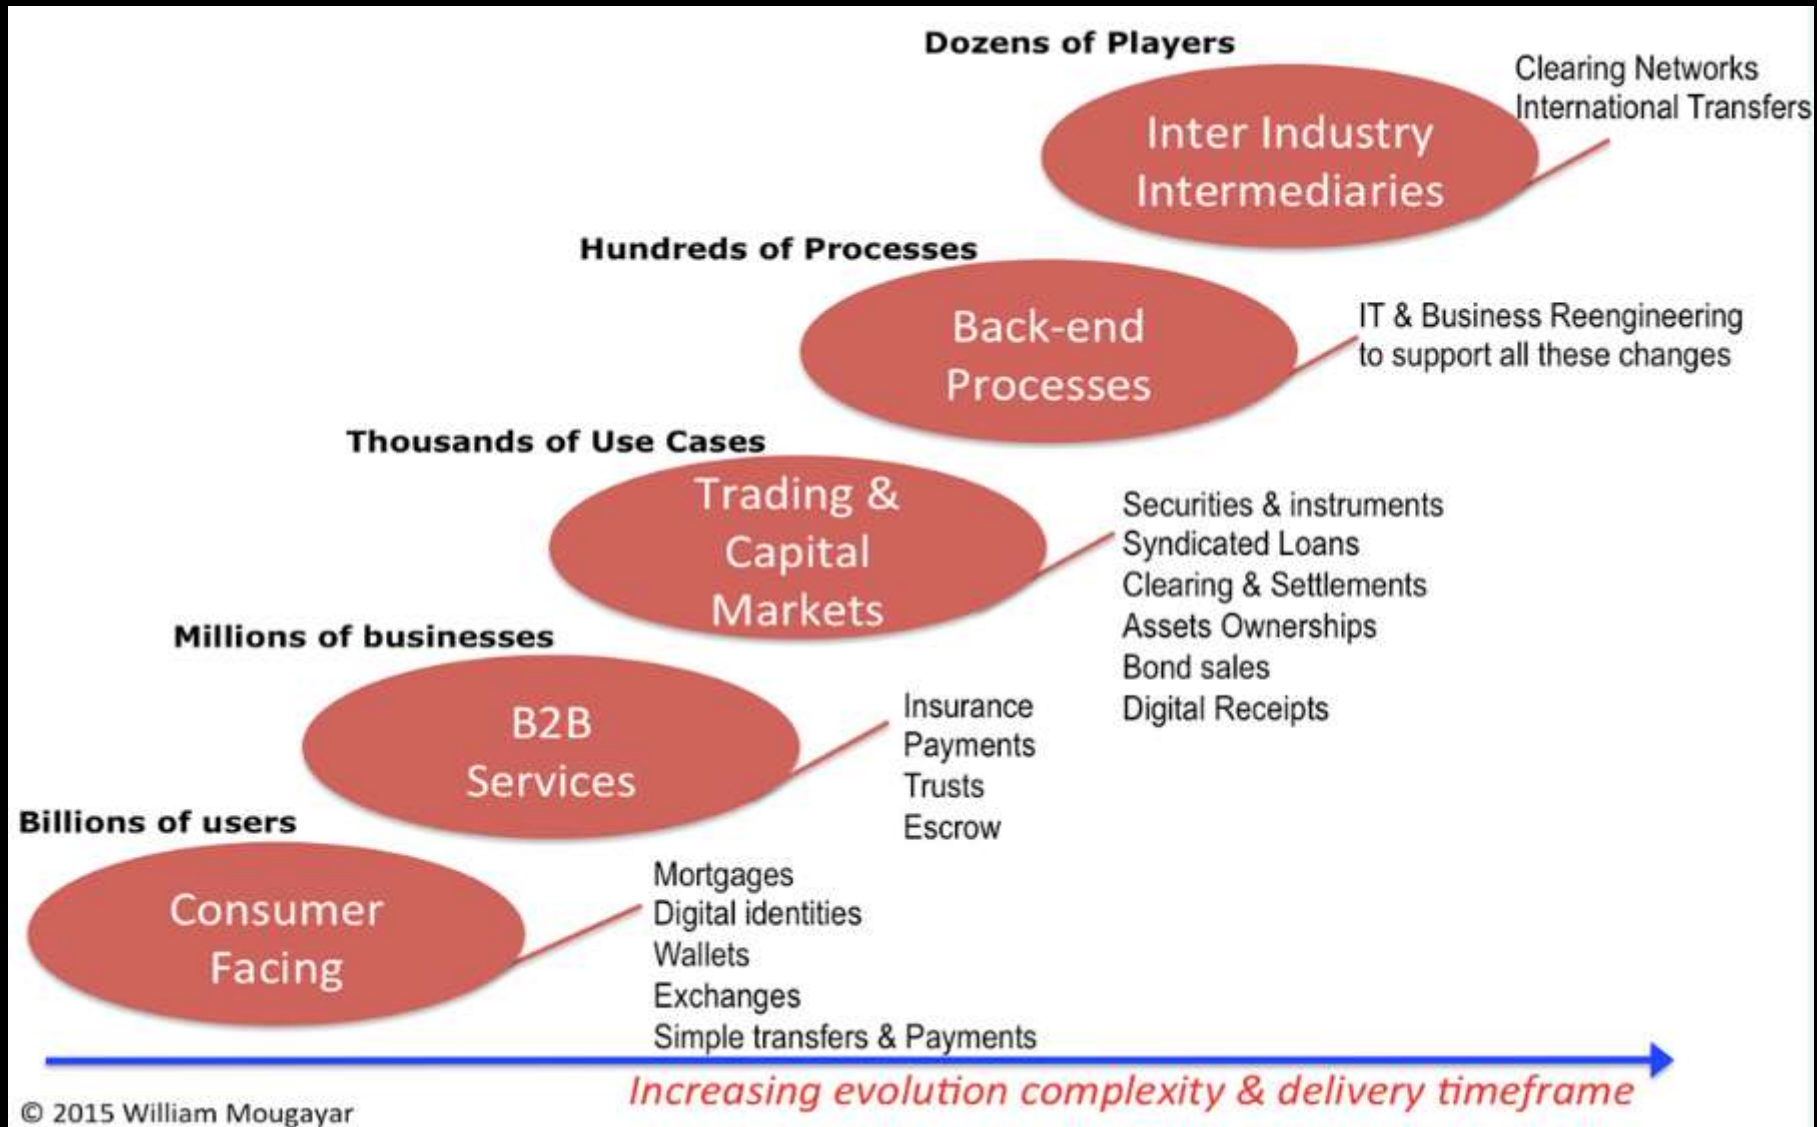 Dozens of Players
Clearing Networks
International Transfers
Inter Industry
Intermediaries
Hundreds of Processes
Back-end
Processes
IT & Business Reengineering
to support all these changes
Thousands of Use Cases
Trading &
Capital
Markets
Securities & instruments
Syndicated Loans
Clearing & Settlements
Assets Ownerships
Bond sales
Digital Receipts
Millions of businesses
B2B
Services
Insurance
Payments
Trusts
Escrow
Billions of users
Consumer
Facing
Mortgages
Digital identities
Wallets
Exchanges
Simple transfers & Payments
Increasing evolution complexity & delivery timeframe
© 2015 William Mougayar